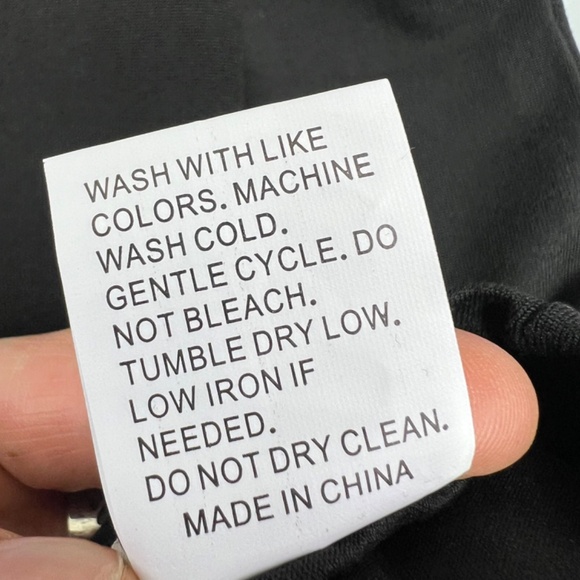 WASH WITH LIKE
COLORS. MACHINE
WASH COLD.
GENTLE CYCLE. DO
NOT BLEACH.
TUMBLE DRY LOW.
LOW IRON IF
NEEDED.
DO NOT DRY CLEAN.
MADE IN CHINA